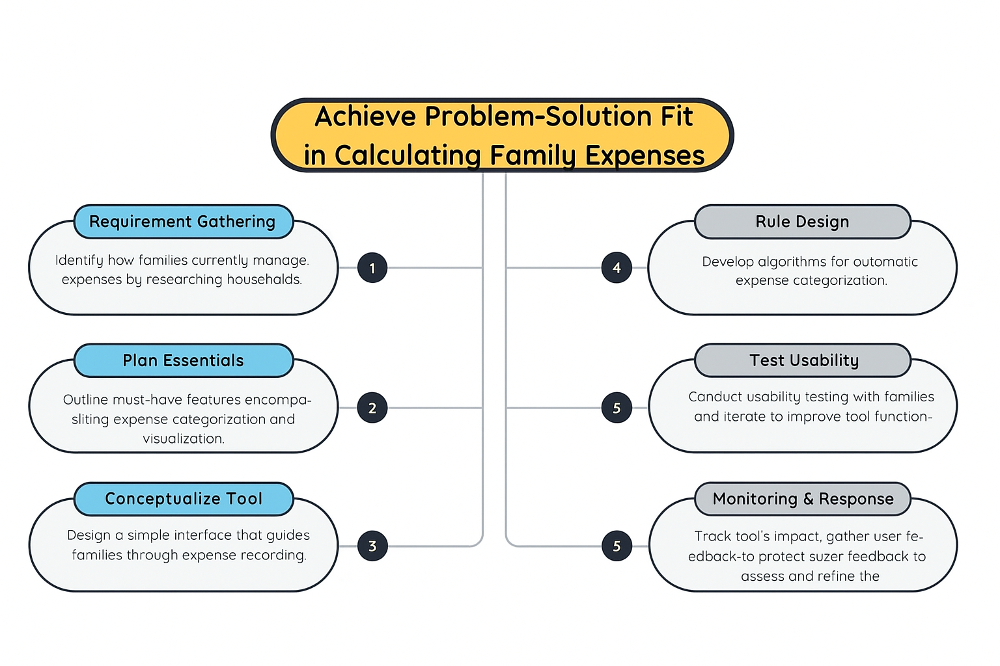 Achieve Problem-Solution Fit
in Calculating Family Expenses
Requirement Gathering
Identify how families currently manage.
expenses by researching househalds.
1
Plan Essentials
Outline must-have features encompa-
sliting expense categorization and
visualization.
2
Conceptualize Tool
Design a simple interface that guides
families through expense recording.
3
Rule Design
Develop algorithms for outomatic
expense categorization.
4
Test Usability
Canduct usability testing with families
and iterate to improve tool function-
5
Monitoring & Response
Track tool's impact, gather user fe-
edback-to protect suzer feedback to
assess and refine the
5